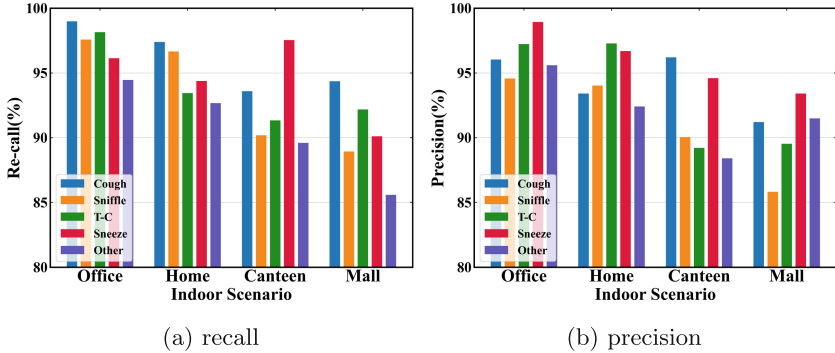 100
95
90
85
80
Re-call(%)
Cough
Sniffle
T-C
Sneeze
Other
Office Home Canteen Mall
Indoor Scenario
(a) recall
100
95
90
85
80
Precision(%)
Cough
Sniffle
T-C
Sneeze
Other
Office Home Canteen Mall
Indoor Scenario
(b) precision